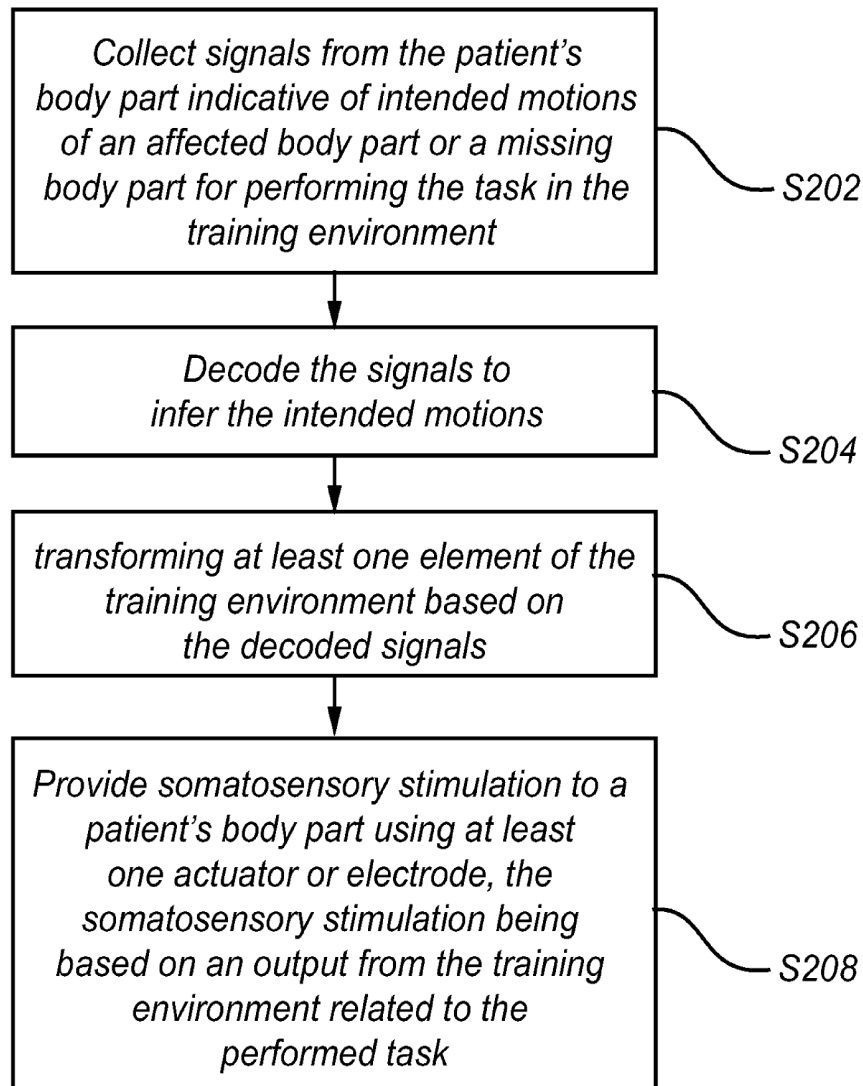 Collect signals from the patient's
body part indicative of intended motions
of an affected body part or a missing
body part for performing the task in the
training environment
S202
Decode the signals to
infer the intended motions
S204
transforming at least one element of the
training environment based on
the decoded signals
S206
Provide somatosensory stimulation to a
patient's body part using at least
one actuator or electrode, the
somatosensory stimulation being
based on an output from the training
environment related to the
performed task
S208